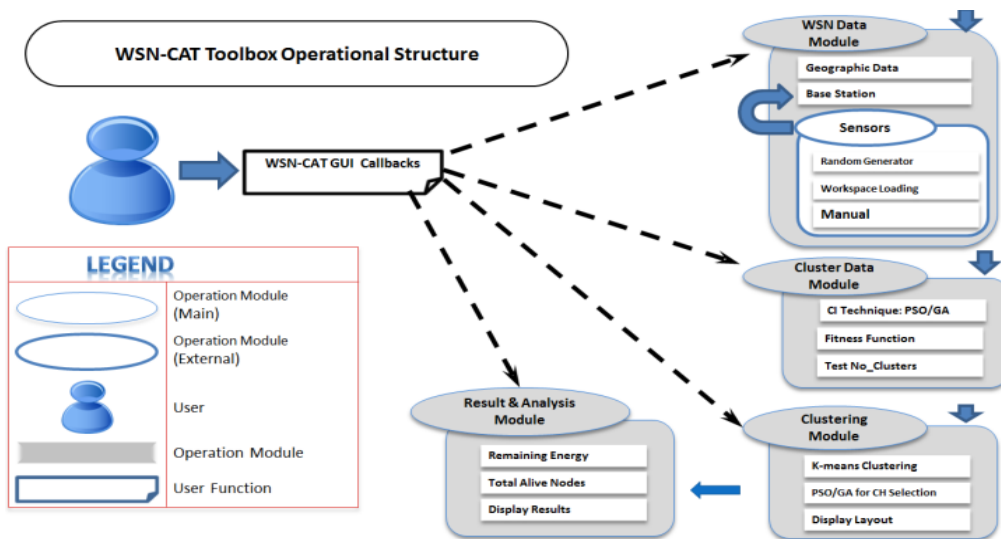 WSN-CAT Toolbox Operational Structure
WSN-CAT GUI Callbacks
WSN Data
Module
Geographic Data
Base Station
Sensors
Random Generator
Workspace Loading
Manual
Cluster Data
Module
CI Technique: PSO/GA
Fitness Function
Test No_Clusters
Clustering
Module
K-means Clustering
PSO/GA for CH Selection
Display Layout
Result & Analysis
Module
Remaining Energy
Total Alive Nodes
Display Results
LEGEND
Operation Module
(Main)
Operation Module
(External)
User
Operation Module
User Function